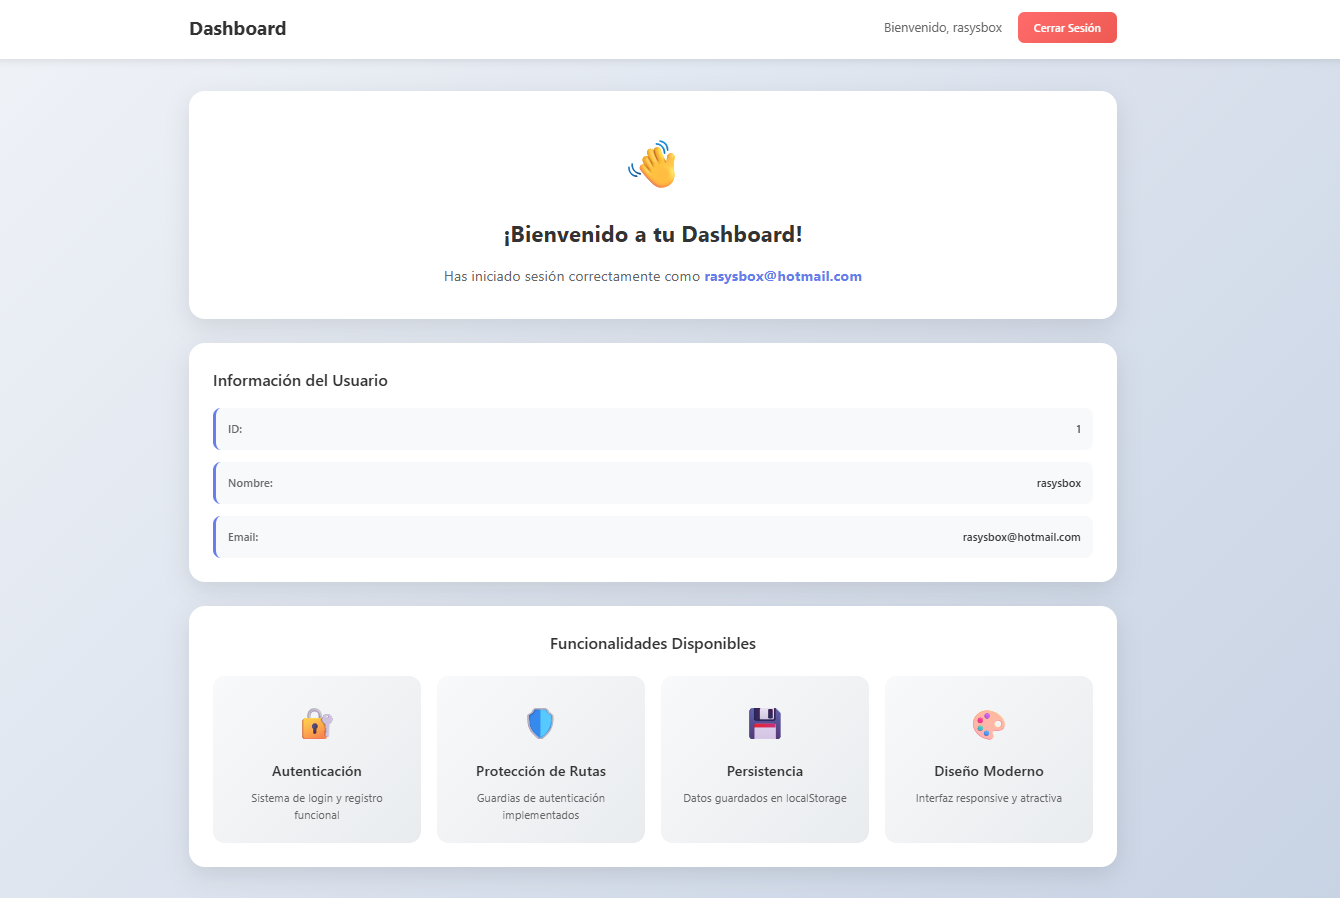 Dashboard
Bienvenido, rasysbox
Cerrar Sesión
¡Bienvenido a tu Dashboard!
Has iniciado sesión correctamente como rasysbox@hotmail.com
Información del Usuario
ID: 1
Nombre: rasysbox
Email: rasysbox@hotmail.com
Funcionalidades Disponibles
Autenticación
Sistema de login y registro
funcional
Protección de Rutas
Guardias de autenticación
implementados
Persistencia
Datos guardados en localStorage
Diseño Moderno
Interfaz responsive y atractiva